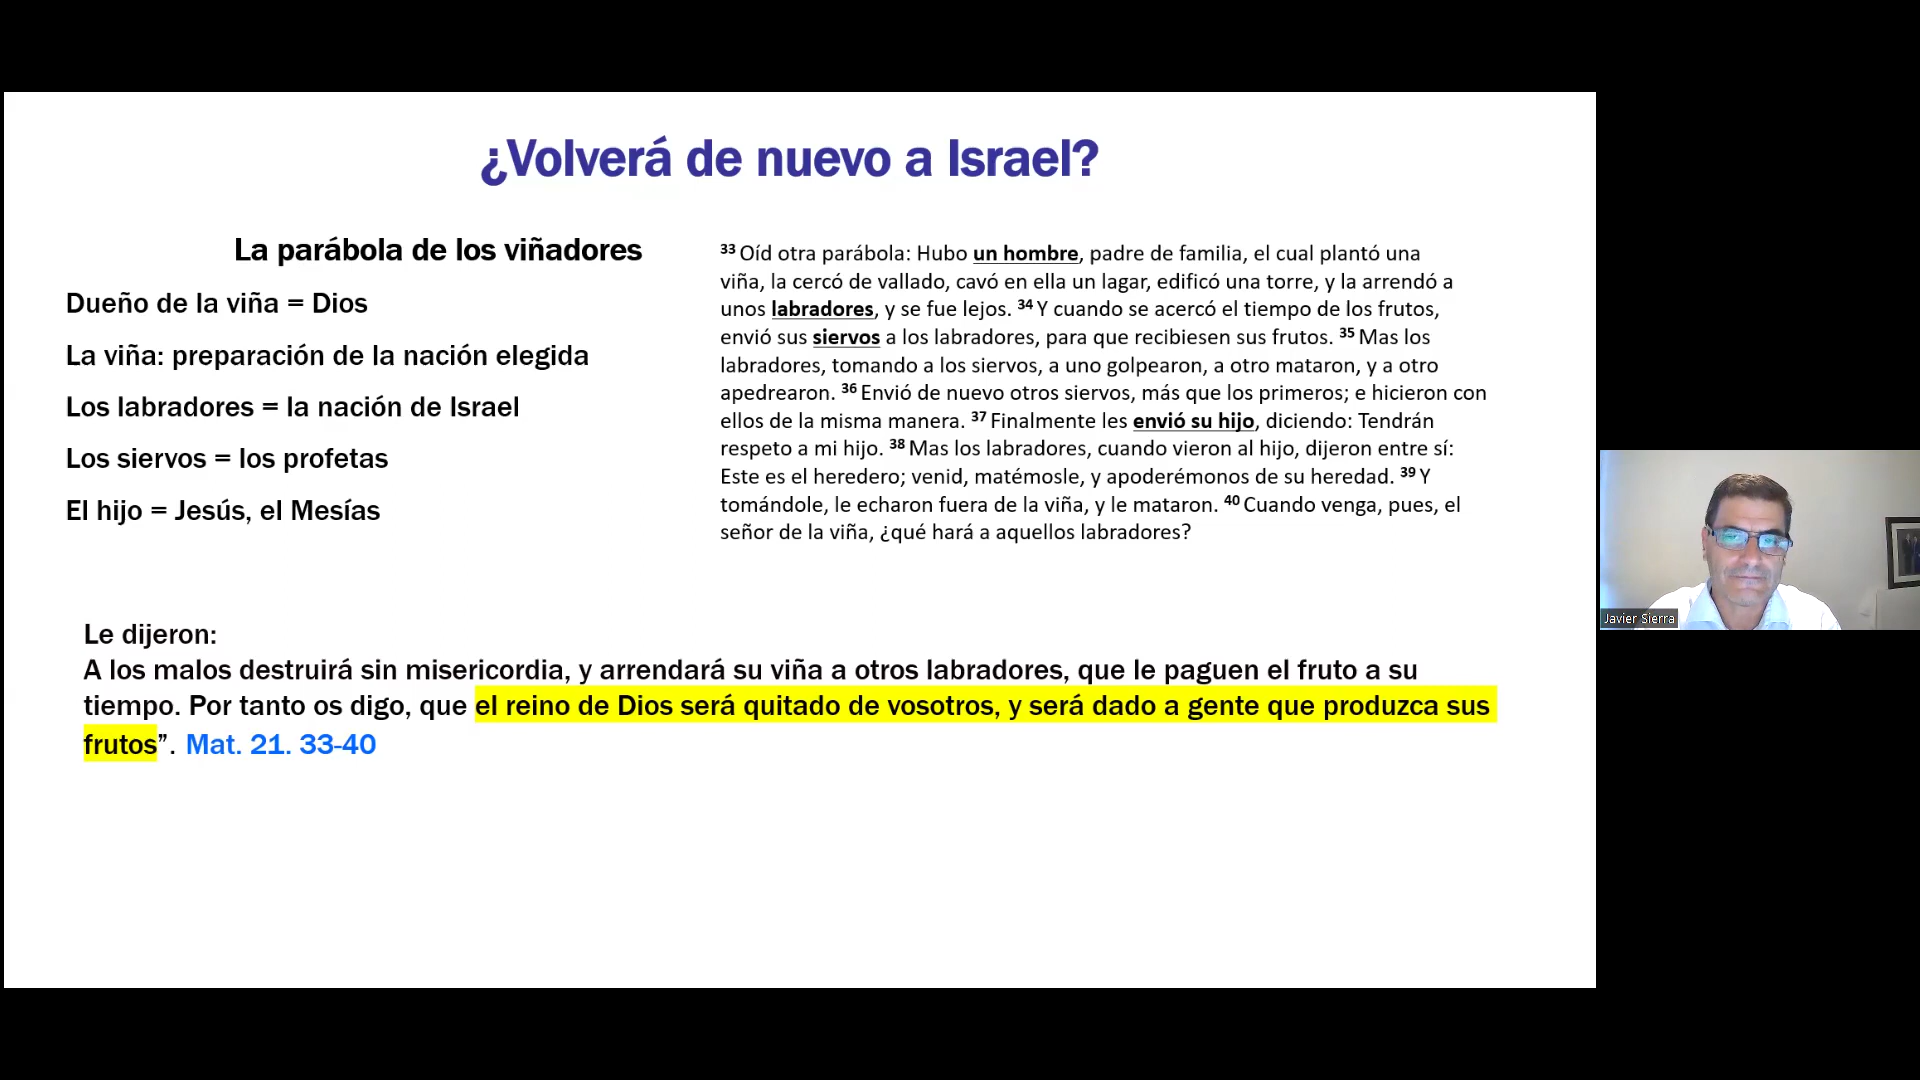 ¿Volverá de nuevo a Israel?
La parábola de los viñadores
Dueño de la viña = Dios
La viña: preparación de la nación elegida
Los labradores = la nación de Israel
Los siervos = los profetas
El hijo = Jesús, el Mesías
33 Oíd otra parábola: Hubo un hombre, padre de familia, el cual plantó una
viña, la cercó de vallado, cavó en ella un lagar, edificó una torre, y la arrendó a
unos labradores, y se fue lejos. 34 Y cuando se acercó el tiempo de los frutos,
envió sus siervos a los labradores, para que recibiesen sus frutos. 35 Mas los
labradores, tomando a los siervos, a uno golpearon, a otro mataron, y a otro
apedrearon. 36 Envió de nuevo otros siervos, más que los primeros; e hicieron con
ellos de la misma manera. 37 Finalmente les envió su hijo, diciendo: Tendrán
respeto a mi hijo. 38 Mas los labradores, cuando vieron al hijo, dijeron entre sí:
Este es el heredero; venid, matémosle, y apoderémonos de su heredad. 39 Y
tomándole, le echaron fuera de la viña, y le mataron. 40 Cuando venga, pues, el
señor de la viña, ¿qué hará a aquellos labradores?
Le dijeron:
A los malos destruirá sin misericordia, y arrendará su viña a otros labradores, que le paguen el fruto a su
tiempo. Por tanto os digo, que el reino de Dios será quitado de vosotros, y será dado a gente que produzca sus
frutos”. Mat. 21. 33-40
Javier Sierra